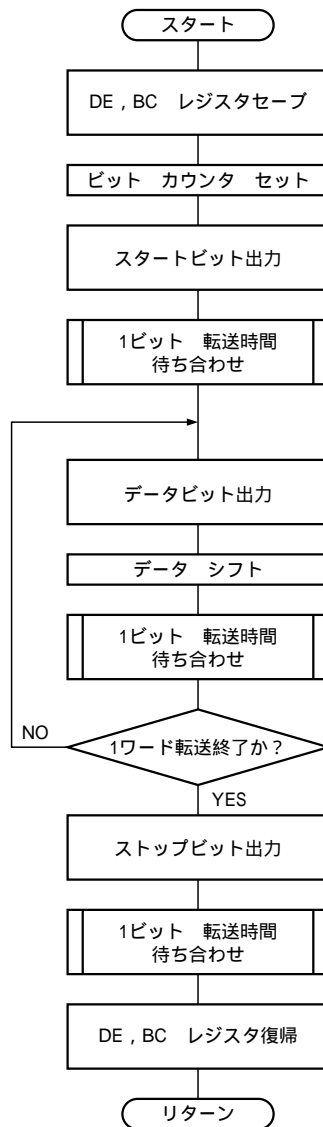 スタート
DE , BC　レジスタセーブ
ビット　カウンタ　セット
スタートビット出力
1ビット　転送時間
待ち合わせ
データビット出力
データ　シフト
1ビット　転送時間
待ち合わせ
1ワード転送終了か？
NO
YES
ストップビット出力
1ビット　転送時間
待ち合わせ
DE , BC　レジスタ復帰
リターン